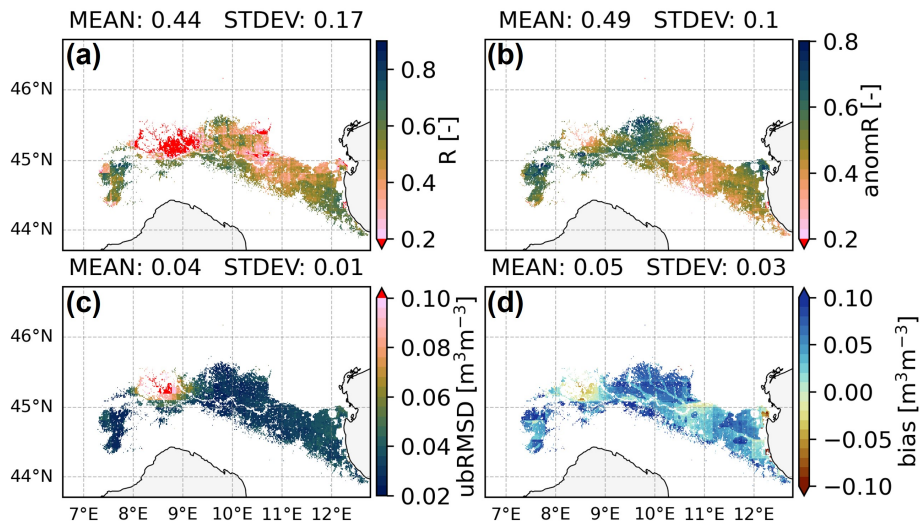 MEAN: 0.44 STDEV: 0.17
MEAN: 0.49 STDEV: 0.1
(a)
(b)
46°N
45°N
44°N
0.8
0.6
0.4
0.2
R [-]
0.8
0.6
0.4
0.2
anomR [-]
MEAN: 0.04 STDEV: 0.01
MEAN: 0.05 STDEV: 0.03
(c)
(d)
46°N
45°N
44°N
0.10
0.08
0.06
0.04
0.02
ubRMSD [m³m⁻³]
0.10
0.05
0.00
−0.05
−0.10
bias [m³m⁻³]
7°E 8°E 9°E 10°E 11°E 12°E
7°E 8°E 9°E 10°E 11°E 12°E